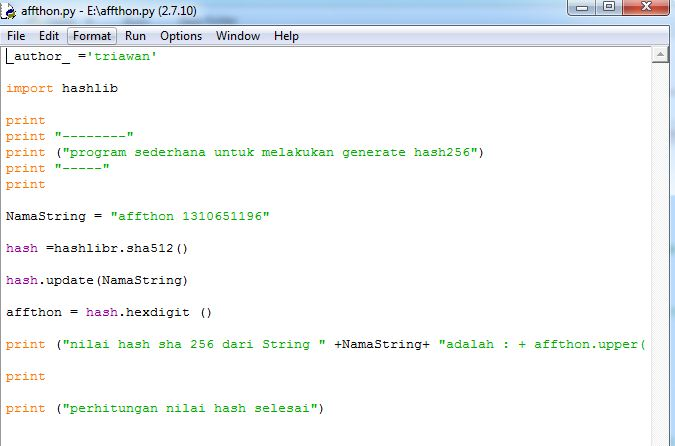 affthon.py - E:\affthon.py (2.7.10)
File Edit Format Run Options Window Help
_author_ ='triawan'
import hashlib
print
print "--------"
print ("program sederhana untuk melakukan generate hash256")
print "-----"
print
NamaString = "affthon 1310651196"
hash =hashlibr.sha512()
hash.update(NamaString)
affthon = hash.hexdigit ()
print ("nilai hash sha 256 dari String " +NamaString+ "adalah : + affthon.upper(
print
print ("perhitungan nilai hash selesai")